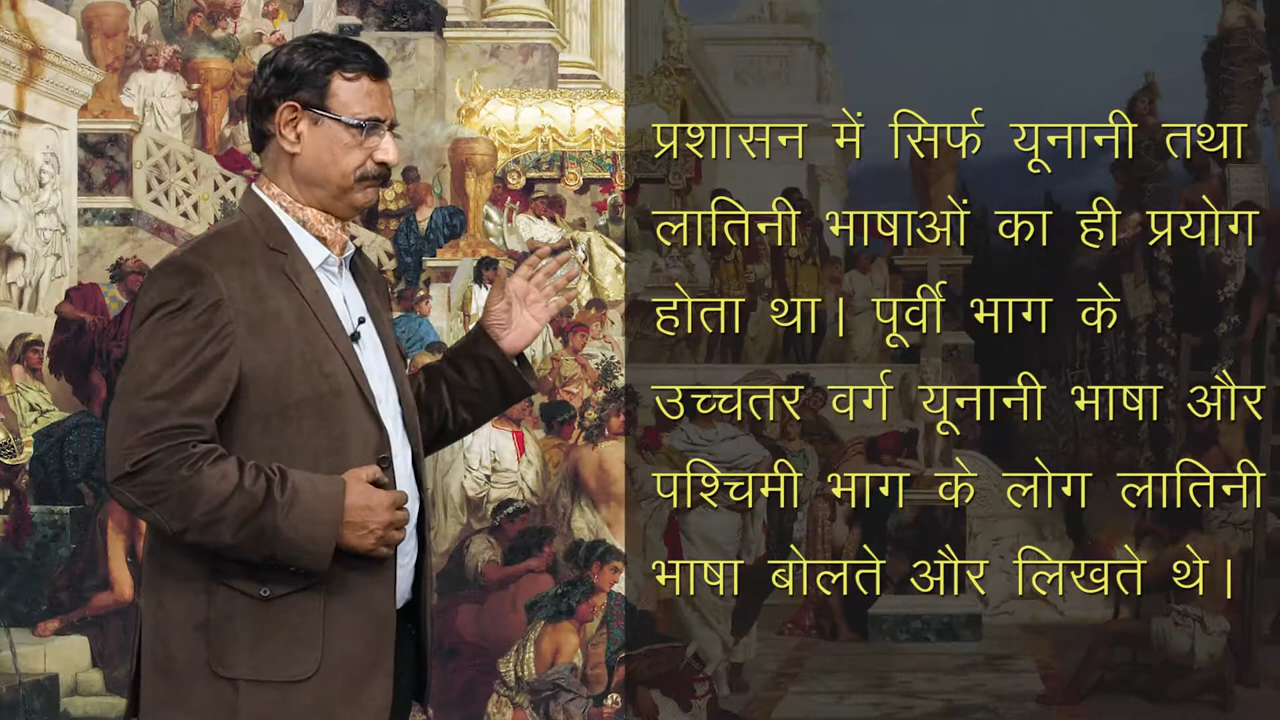 प्रशासन में सिर्फ यूनानी तथा
लातिनी भाषाओं का ही प्रयोग
होता था। पूर्वी भाग के
उच्चतर वर्ग यूनानी भाषा और
पश्चिमी भाग के लोग लातिनी
भाषा बोलते और लिखते थे।